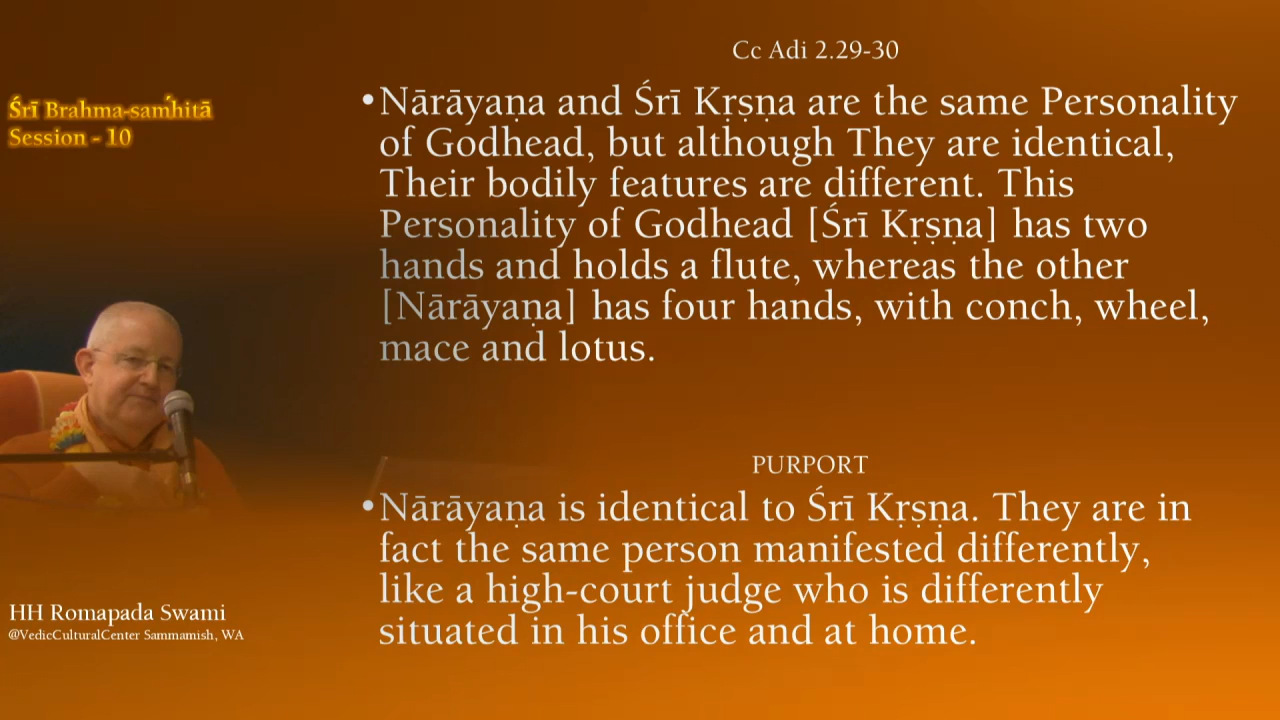 Śrī Brahma-saṁhitā
Session - 10
Cc Adi 2.29-30
•Nārāyaṇa and Śrī Kṛṣṇa are the same Personality
of Godhead, but although They are identical,
Their bodily features are different. This
Personality of Godhead [Śrī Kṛṣṇa] has two
hands and holds a flute, whereas the other
[Nārāyaṇa] has four hands, with conch, wheel,
mace and lotus.
PURPORT
•Nārāyaṇa is identical to Śrī Kṛṣṇa. They are in
fact the same person manifested differently,
like a high-court judge who is differently
situated in his office and at home.
HH Romapada Swami
@VedicCulturalCenter Sammamish, WA